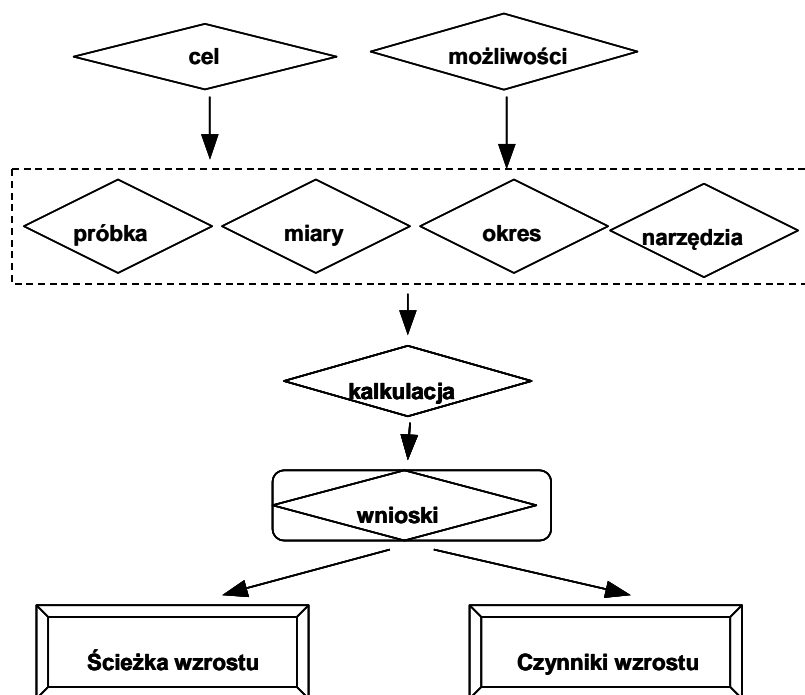 cel
możliwości
próbka
miary
okres
narzędzia
kalkulacja
wnioski
Ścieżka wzrostu
Czynniki wzrostu